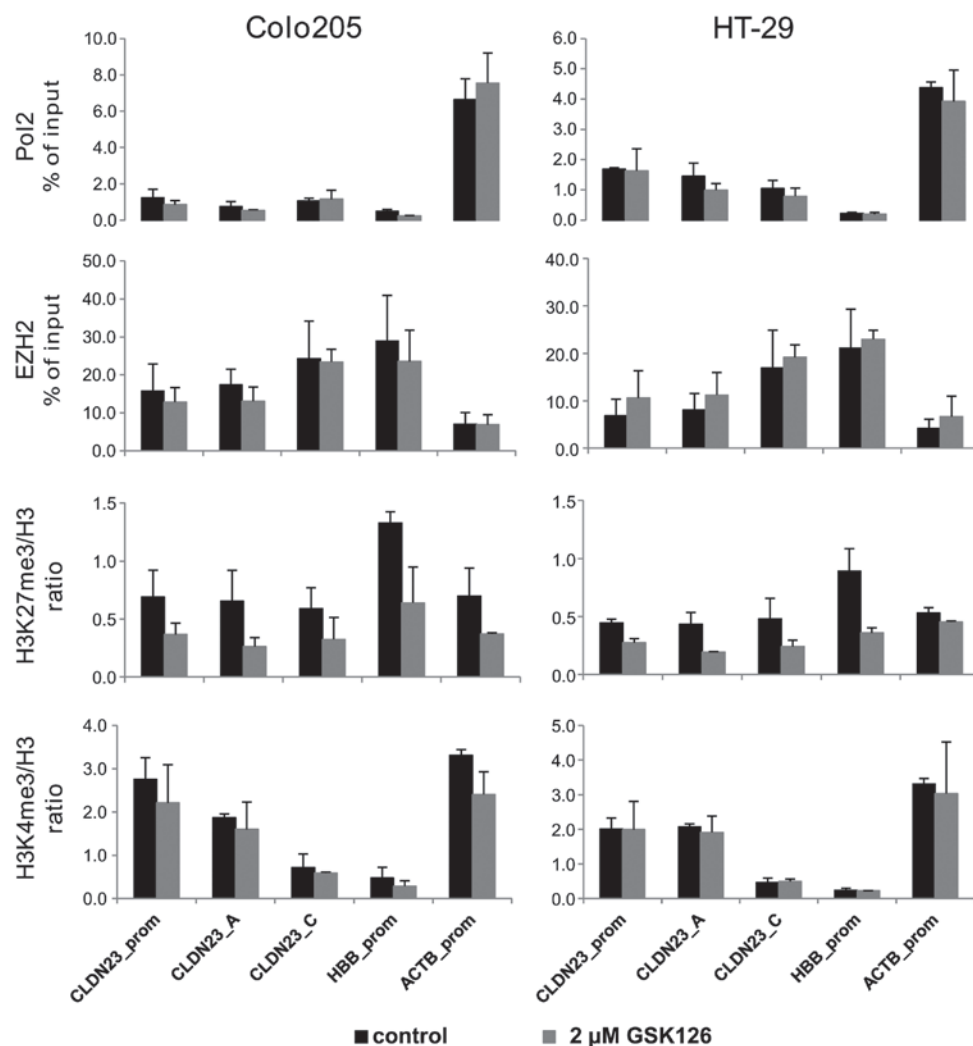 Colo205
HT-29
Pol2
% of input
10.0
8.0
6.0
4.0
2.0
0.0
6.0
5.0
4.0
3.0
2.0
1.0
0.0
EZH2
% of input
50.0
40.0
30.0
20.0
10.0
0.0
40.0
30.0
20.0
10.0
0.0
H3K27me3/H3
ratio
1.5
1.0
0.5
0.0
1.5
1.0
0.5
0.0
H3K4me3/H3
ratio
4.0
3.0
2.0
1.0
0.0
5.0
4.0
3.0
2.0
1.0
0.0
CLDN23_prom
CLDN23_A
CLDN23_C
HBB_prom
ACTB_prom
CLDN23_prom
CLDN23_A
CLDN23_C
HBB_prom
ACTB_prom
control
2 µM GSK126